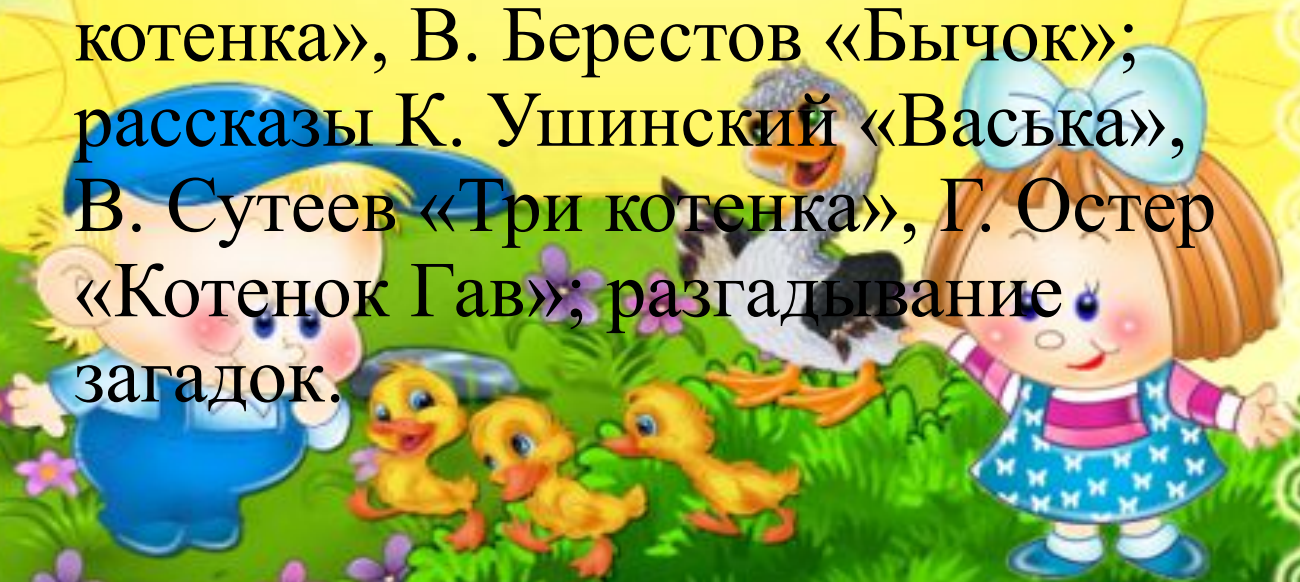 котенка», В. Берестов «Бычок»;
рассказы К. Ушинский «Васька»,
В. Сутеев «Три котенка», Г. Остер
«Котенок Гав»; разгадывание
загадок.